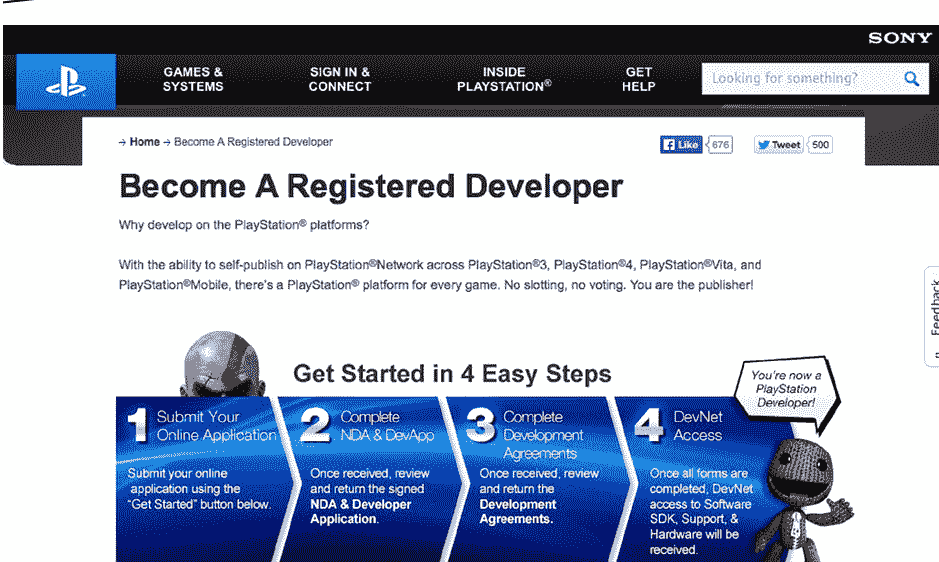 SONY
GAMES &
SYSTEMS
SIGN IN &
CONNECT
INSIDE
PLAYSTATION®
GET
HELP
Looking for something?
→ Home → Become A Registered Developer
Like 676
Tweet 500
Become A Registered Developer
Why develop on the PlayStation® platforms?
With the ability to self-publish on PlayStation®Network across PlayStation®3, PlayStation®4, PlayStation®Vita, and
PlayStation®Mobile, there's a PlayStation® platform for every game. No slotting, no voting. You are the publisher!
Feedback
Get Started in 4 Easy Steps
You're now a
PlayStation
Developer!
1 Submit Your
Online Application
Submit your online
application using the
"Get Started" button below.
2 Complete
NDA & DevApp
Once received, review
and return the signed
NDA & Developer
Application.
3 Complete
Development
Agreements
Once received, review
and return the
Development
Agreements.
4 DevNet
Access
Once all forms are
completed, DevNet
access to Software
SDK, Support, &
Hardware will be
received.